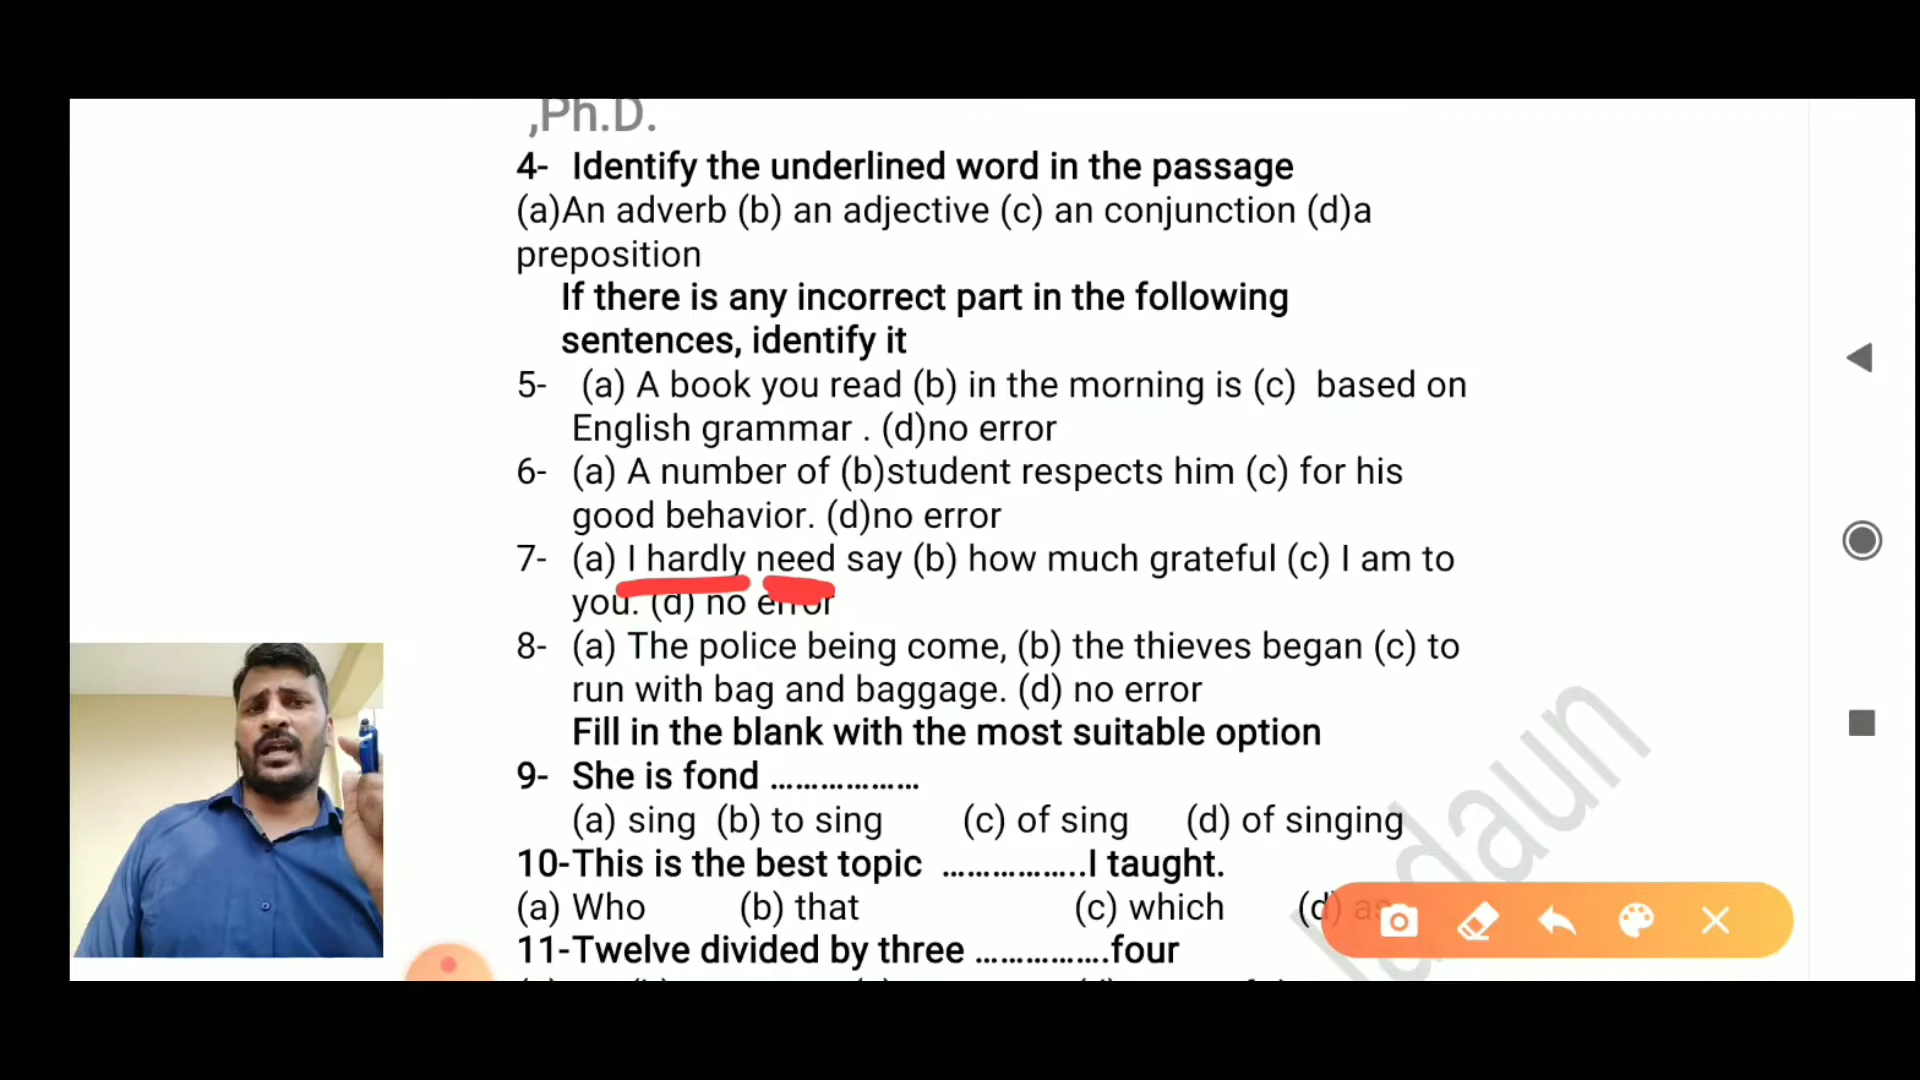 ,Ph.D.
4- Identify the underlined word in the passage
(a)An adverb (b) an adjective (c) an conjunction (d)a
preposition
If there is any incorrect part in the following
sentences, identify it
5- (a) A book you read (b) in the morning is (c) based on
English grammar . (d)no error
6- (a) A number of (b)student respects him (c) for his
good behavior. (d)no error
7- (a) I hardly need say (b) how much grateful (c) I am to
you. (d) no error
8- (a) The police being come, (b) the thieves began (c) to
run with bag and baggage. (d) no error
Fill in the blank with the most suitable option
9- She is fond ………………
(a) sing (b) to sing (c) of sing (d) of singing
10-This is the best topic ……………..I taught.
(a) Who (b) that (c) which (d) as
11-Twelve divided by three …………….four